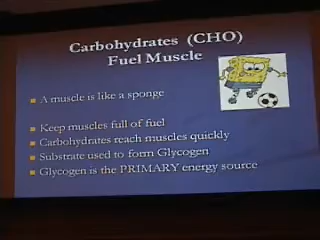 Carbohydrates (CHO)
Fuel Muscle
A muscle is like a sponge
Keep muscles full of fuel
Carbohydrates reach muscles quickly
Substrate used to form Glycogen
Glycogen is the PRIMARY energy source